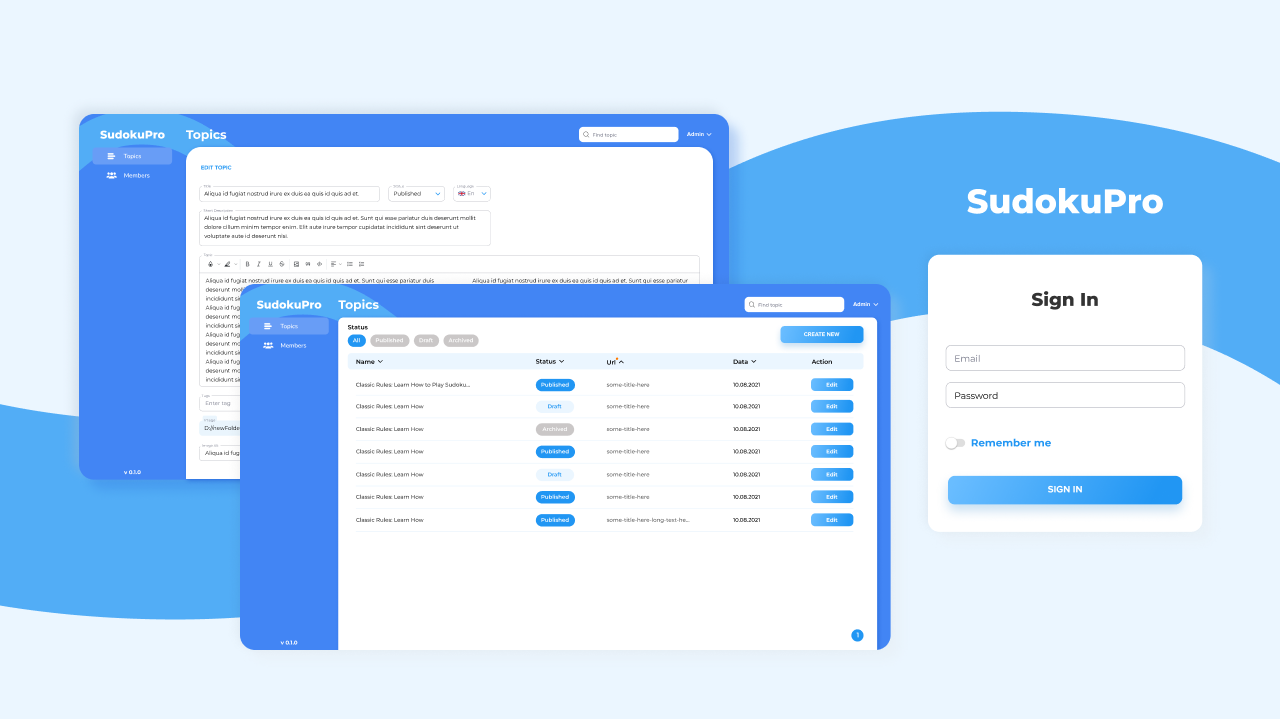 SudokuPro
Topics
Find topic
Admin
Topics
Members
EDIT TOPIC
Title
Aliqua id fugiat nostrud irure ex duis ea quis id quis ad et.
Status
Published
Language
En
Aliqua id fugiat nostrud irure ex duis ea quis id quis ad et. Sunt qui esse pariatur duis deserunt mollit
dolore cillum minim tempor enim. Elit aute irure tempor cupidatat incididunt sint deserunt ut
voluptate aute id deserunt nisi.
B I U S
Aliqua id fugiat nostrud irure ex duis ea quis id quis ad et. Sunt qui esse pariatur duis
Aliqua id fugiat nostrud irure ex duis ea quis id quis ad et. Sunt qui esse pariatur
deserunt mol
incididunt si
Aliqua id fug
deserunt mo
incididunt si
Aliqua id fug
deserunt mo
incididunt si
Aliqua id fug
deserunt mo
incididunt si
Tags
Enter tag
Image
D://newFolde
Aliqua id fugi
v 0.1.0
SudokuPro
Topics
Find topic
Admin
Topics
Members
Status
All Published Draft Archived
CREATE NEW
Name Status Url Data Action
Classic Rules: Learn How to Play Sudoku... Published some-title-here 10.08.2021 Edit
Classic Rules: Learn How Draft some-title-here 10.08.2021 Edit
Classic Rules: Learn How Archived some-title-here 10.08.2021 Edit
Classic Rules: Learn How Published some-title-here 10.08.2021 Edit
Classic Rules: Learn How Draft some-title-here 10.08.2021 Edit
Classic Rules: Learn How Published some-title-here 10.08.2021 Edit
Classic Rules: Learn How Published some-title-here-long-text-he... 10.08.2021 Edit
1
v 0.1.0
SudokuPro
Sign In
Email
Password
Remember me
SIGN IN